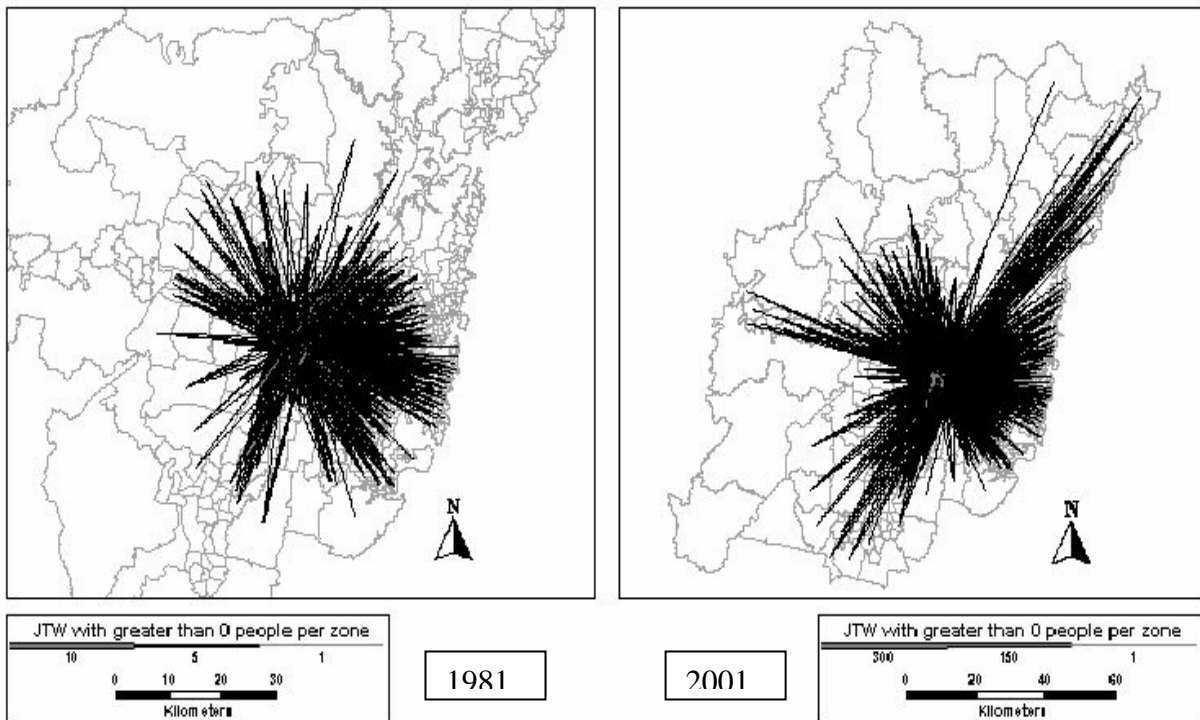 N
N
JTW with greater than 0 people per zone
10 5 1
0 10 20 30
Kilometers
1981
2001
JTW with greater than 0 people per zone
300 150 1
0 20 40 60
Kilometers